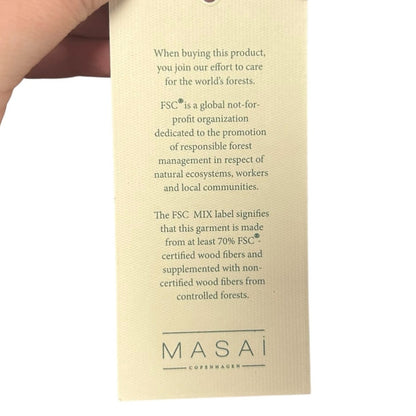 When buying this product,
you join our effort to care
for the world's forests.
FSC® is a global not-for-
profit organization
dedicated to the promotion
of responsible forest
management in respect of
natural ecosystems, workers
and local communities.
The FSC MIX label signifies
that this garment is made
from at least 70% FSC®-
certified wood fibers and
supplemented with non-
certified wood fibers from
controlled forests.
MASAI
COPENHAGEN